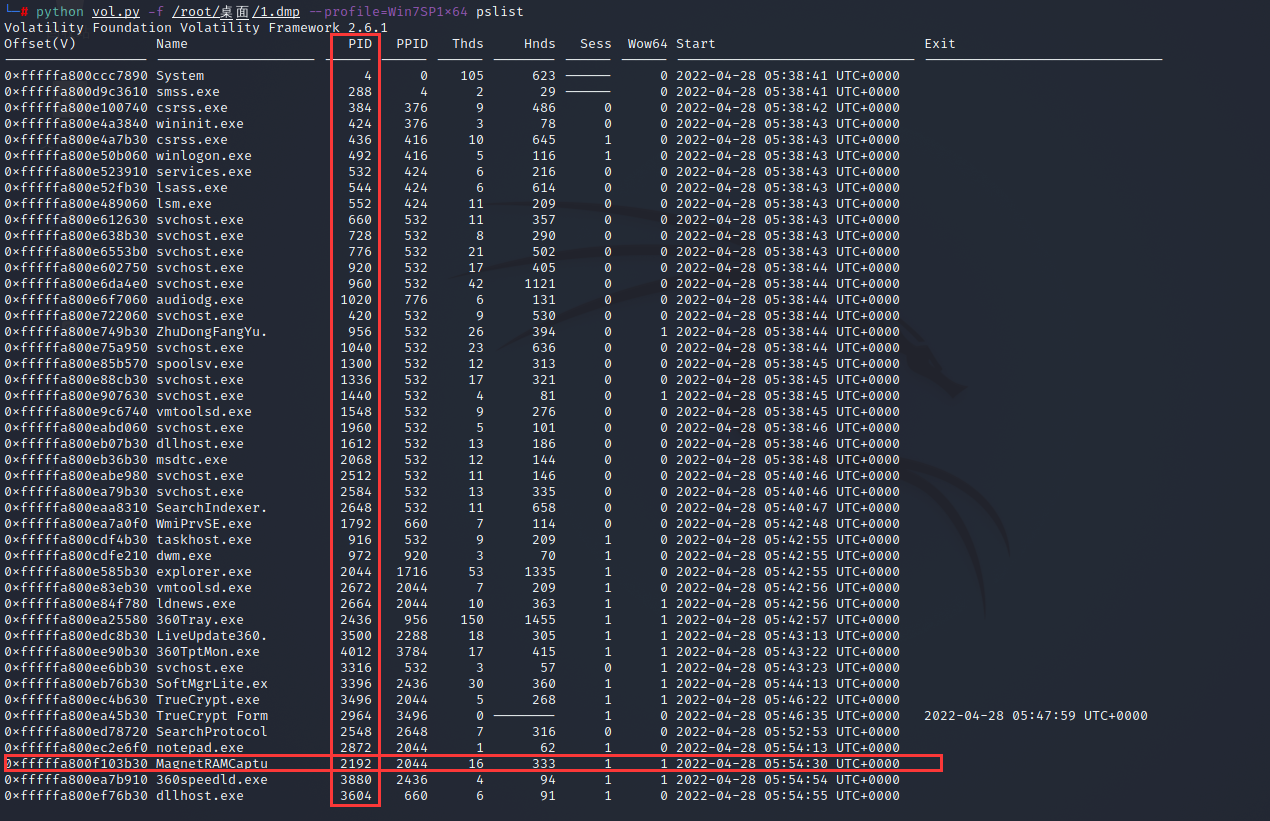 └─# python vol.py -f /root/桌面/1.dmp --profile=Win7SP1x64 pslist
Volatility Foundation Volatility Framework 2.6.1
Offset(V) Name PID PPID Thds Hnds Sess Wow64 Start Exit
0xfffffa800ccc7890 System 4 0 105 623 ------ 0 2022-04-28 05:38:41 UTC+0000
0xfffffa800d9c3610 smss.exe 288 4 2 29 ------ 0 2022-04-28 05:38:41 UTC+0000
0xfffffa800e100740 csrss.exe 384 376 9 486 0 0 2022-04-28 05:38:42 UTC+0000
0xfffffa800e4a3840 wininit.exe 424 376 3 78 0 0 2022-04-28 05:38:43 UTC+0000
0xfffffa800e4a7b30 csrss.exe 436 416 10 645 1 0 2022-04-28 05:38:43 UTC+0000
0xfffffa800e50b060 winlogon.exe 492 416 5 116 1 0 2022-04-28 05:38:43 UTC+0000
0xfffffa800e523910 services.exe 532 424 6 216 0 0 2022-04-28 05:38:43 UTC+0000
0xfffffa800e52fb30 lsass.exe 544 424 6 614 0 0 2022-04-28 05:38:43 UTC+0000
0xfffffa800e489060 lsm.exe 552 424 11 209 0 0 2022-04-28 05:38:43 UTC+0000
0xfffffa800e612630 svchost.exe 660 532 11 357 0 0 2022-04-28 05:38:43 UTC+0000
0xfffffa800e638b30 svchost.exe 728 532 8 290 0 0 2022-04-28 05:38:43 UTC+0000
0xfffffa800e6553b0 svchost.exe 776 532 21 502 0 0 2022-04-28 05:38:43 UTC+0000
0xfffffa800e602750 svchost.exe 920 532 17 405 0 0 2022-04-28 05:38:44 UTC+0000
0xfffffa800e6da4e0 svchost.exe 960 532 42 1121 0 0 2022-04-28 05:38:44 UTC+0000
0xfffffa800e6f7060 audiodg.exe 1020 776 6 131 0 0 2022-04-28 05:38:44 UTC+0000
0xfffffa800e722060 svchost.exe 420 532 9 530 0 0 2022-04-28 05:38:44 UTC+0000
0xfffffa800e749b30 ZhuDongFangYu. 956 532 26 394 0 1 2022-04-28 05:38:44 UTC+0000
0xfffffa800e75a950 svchost.exe 1040 532 23 636 0 0 2022-04-28 05:38:44 UTC+0000
0xfffffa800e85b570 spoolsv.exe 1300 532 12 313 0 0 2022-04-28 05:38:45 UTC+0000
0xfffffa800e88cb30 svchost.exe 1336 532 17 321 0 0 2022-04-28 05:38:45 UTC+0000
0xfffffa800e907630 svchost.exe 1440 532 4 81 0 1 2022-04-28 05:38:45 UTC+0000
0xfffffa800e9c6740 vmtoolsd.exe 1548 532 9 276 0 0 2022-04-28 05:38:45 UTC+0000
0xfffffa800eabd060 svchost.exe 1960 532 5 101 0 0 2022-04-28 05:38:46 UTC+0000
0xfffffa800eb07b30 dllhost.exe 1612 532 13 186 0 0 2022-04-28 05:38:46 UTC+0000
0xfffffa800eb36b30 msdtc.exe 2068 532 12 144 0 0 2022-04-28 05:38:48 UTC+0000
0xfffffa800eabe980 svchost.exe 2512 532 11 146 0 0 2022-04-28 05:40:46 UTC+0000
0xfffffa800ea79b30 svchost.exe 2584 532 13 335 0 0 2022-04-28 05:40:46 UTC+0000
0xfffffa800eaa8310 SearchIndexer. 2648 532 11 658 0 0 2022-04-28 05:40:47 UTC+0000
0xfffffa800ea7a0f0 WmiPrvSE.exe 1792 660 7 114 0 0 2022-04-28 05:42:48 UTC+0000
0xfffffa800cdf4b30 taskhost.exe 916 532 9 209 1 0 2022-04-28 05:42:55 UTC+0000
0xfffffa800cdfe210 dwm.exe 972 920 3 70 1 0 2022-04-28 05:42:55 UTC+0000
0xfffffa800e585b30 explorer.exe 2044 1716 53 1335 1 0 2022-04-28 05:42:55 UTC+0000
0xfffffa800e83eb30 vmtoolsd.exe 2672 2044 7 209 1 0 2022-04-28 05:42:56 UTC+0000
0xfffffa800e84f780 ldnews.exe 2664 2044 10 363 1 1 2022-04-28 05:42:56 UTC+0000
0xfffffa800ea25580 360Tray.exe 2436 956 150 1455 1 1 2022-04-28 05:42:57 UTC+0000
0xfffffa800edc8b30 LiveUpdate360. 3500 2288 18 305 1 1 2022-04-28 05:43:13 UTC+0000
0xfffffa800ee90b30 360TptMon.exe 4012 3784 17 415 1 1 2022-04-28 05:43:22 UTC+0000
0xfffffa800ee6bb30 svchost.exe 3316 532 3 57 0 1 2022-04-28 05:43:23 UTC+0000
0xfffffa800eb76b30 SoftMgrLite.ex 3396 2436 30 360 1 1 2022-04-28 05:44:13 UTC+0000
0xfffffa800ec4b630 TrueCrypt.exe 3496 2044 5 268 1 1 2022-04-28 05:46:22 UTC+0000
0xfffffa800ea45b30 TrueCrypt Form 2964 3496 0 -------- 1 0 2022-04-28 05:46:35 UTC+0000 2022-04-28 05:47:59 UTC+0000
0xfffffa800ed78720 SearchProtocol 2548 2648 7 316 0 0 2022-04-28 05:52:53 UTC+0000
0xfffffa800ec2e6f0 notepad.exe 2872 2044 1 62 1 0 2022-04-28 05:54:13 UTC+0000
0xfffffa800f103b30 MagnetRAMCaptu 2192 2044 16 333 1 1 2022-04-28 05:54:30 UTC+0000
0xfffffa800ea7b910 360speedld.exe 3880 2436 4 94 1 1 2022-04-28 05:54:54 UTC+0000
0xfffffa800ef76b30 dllhost.exe 3604 660 6 91 1 0 2022-04-28 05:54:55 UTC+0000